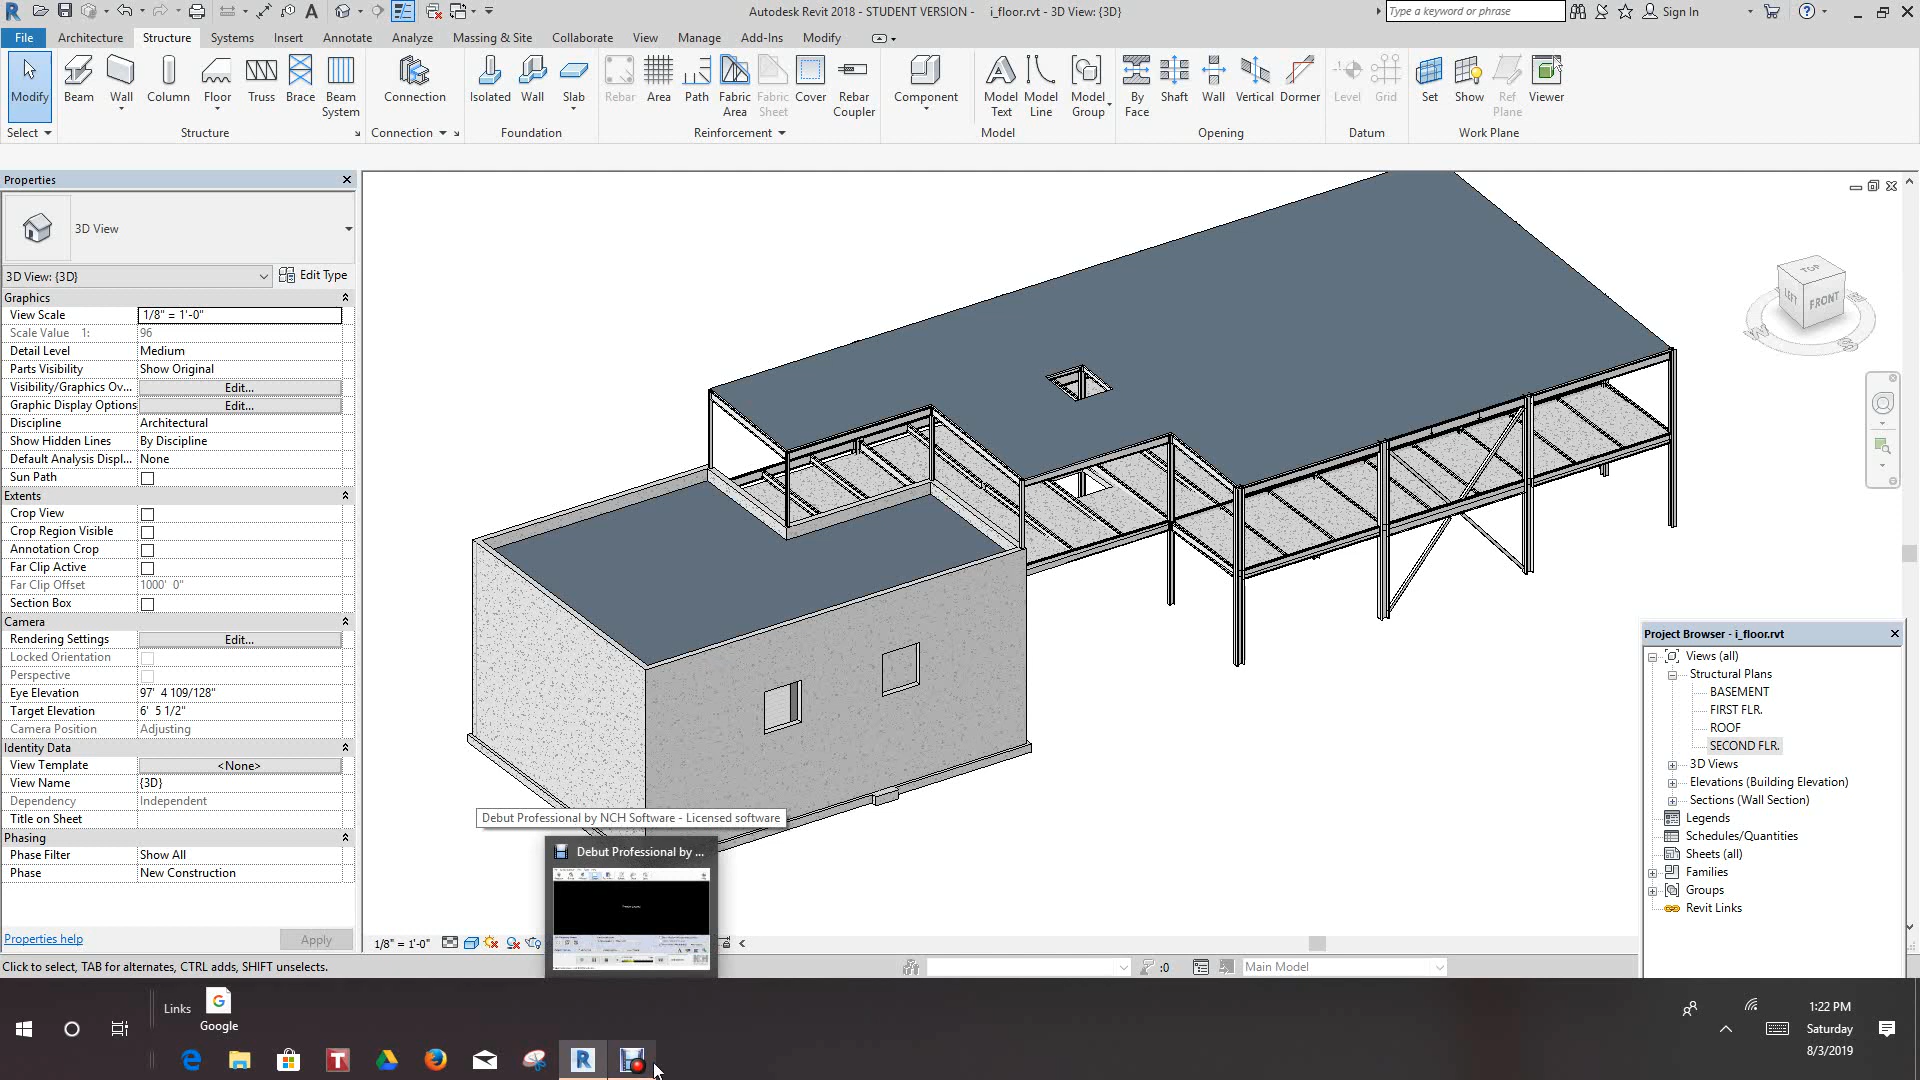 Autodesk Revit 2018 - STUDENT VERSION - i_floor.rvt - 3D View: {3D}
Type a keyword or phrase
Sign In
File Architecture Structure Systems Insert Annotate Analyze Massing & Site Collaborate View Manage Add-Ins Modify
Modify Beam Wall Column Floor Truss Brace Beam System Connection Isolated Wall Slab Rebar Area Path Fabric Area Fabric Sheet Cover Rebar Coupler Component Model Text Model Line Model Group By Face Shaft Wall Vertical Dormer Level Grid Set Show Ref Plane Viewer
Select Structure Connection Foundation Reinforcement Model Opening Datum Work Plane
Properties
3D View
3D View: {3D} Edit Type
Graphics
View Scale 1/8" = 1'-0"
Scale Value 1: 96
Detail Level Medium
Parts Visibility Show Original
Visibility/Graphics Ov... Edit...
Graphic Display Options Edit...
Discipline Architectural
Show Hidden Lines By Discipline
Default Analysis Displ... None
Sun Path
Extents
Crop View
Crop Region Visible
Annotation Crop
Far Clip Active
Far Clip Offset 1000' 0"
Section Box
Camera
Rendering Settings Edit...
Locked Orientation
Perspective
Eye Elevation 97' 4 109/128"
Target Elevation 6' 5 1/2"
Camera Position Adjusting
Identity Data
View Template <None>
View Name {3D}
Dependency Independent
Title on Sheet
Phasing
Phase Filter Show All
Phase New Construction
Properties help Apply
TOP
LEFT FRONT
W
S
Project Browser - i_floor.rvt
Views (all)
Structural Plans
BASEMENT
FIRST FLR.
ROOF
SECOND FLR.
3D Views
Elevations (Building Elevation)
Sections (Wall Section)
Legends
Schedules/Quantities
Sheets (all)
Families
Groups
Revit Links
Debut Professional by NCH Software - Licensed software
Debut Professional by ...
1/8" = 1'-0"
Click to select, TAB for alternates, CTRL adds, SHIFT unselects.
:0
Main Model
Links
Google
1:22 PM
Saturday
8/3/2019